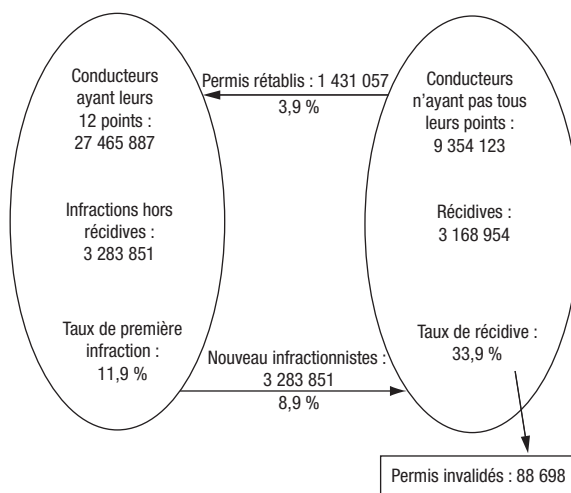 Conducteurs
ayant leurs
12 points :
27 465 887
Infractions hors
récidives :
3 283 851
Taux de première
infraction :
11,9 %
Permis rétablis : 1 431 057
3,9 %
Nouveau infractionnistes :
3 283 851
8,9 %
Conducteurs
n'ayant pas tous
leurs points :
9 354 123
Récidives :
3 168 954
Taux de récidive :
33,9 %
Permis invalidés : 88 698